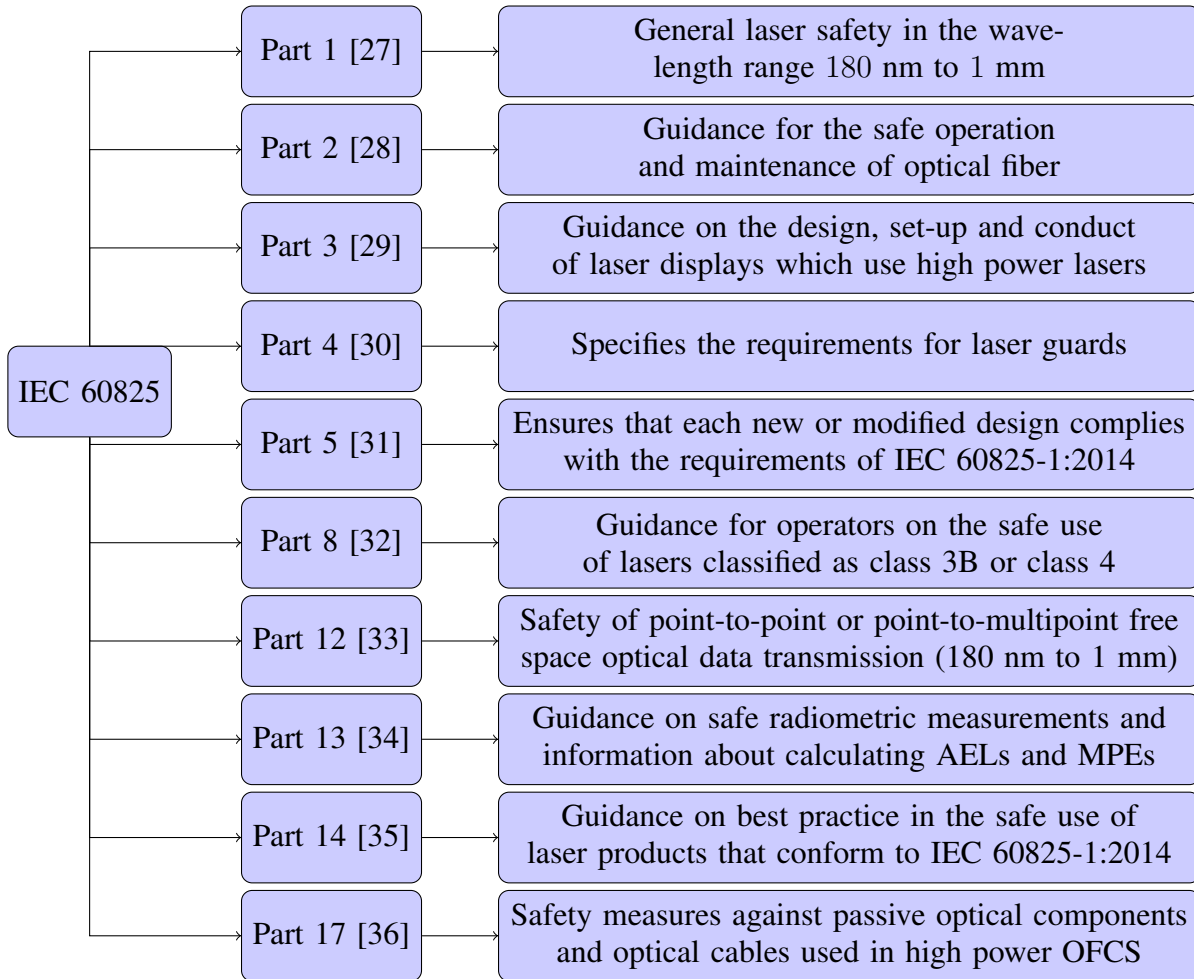 Part 1 [27]
General laser safety in the wave-
length range 180 nm to 1 mm
Part 2 [28]
Guidance for the safe operation
and maintenance of optical fiber
Part 3 [29]
Guidance on the design, set-up and conduct
of laser displays which use high power lasers
Part 4 [30]
Specifies the requirements for laser guards
IEC 60825
Part 5 [31]
Ensures that each new or modified design complies
with the requirements of IEC 60825-1:2014
Part 8 [32]
Guidance for operators on the safe use
of lasers classified as class 3B or class 4
Part 12 [33]
Safety of point-to-point or point-to-multipoint free
space optical data transmission (180 nm to 1 mm)
Part 13 [34]
Guidance on safe radiometric measurements and
information about calculating AELs and MPEs
Part 14 [35]
Guidance on best practice in the safe use of
laser products that conform to IEC 60825-1:2014
Part 17 [36]
Safety measures against passive optical components
and optical cables used in high power OFCS